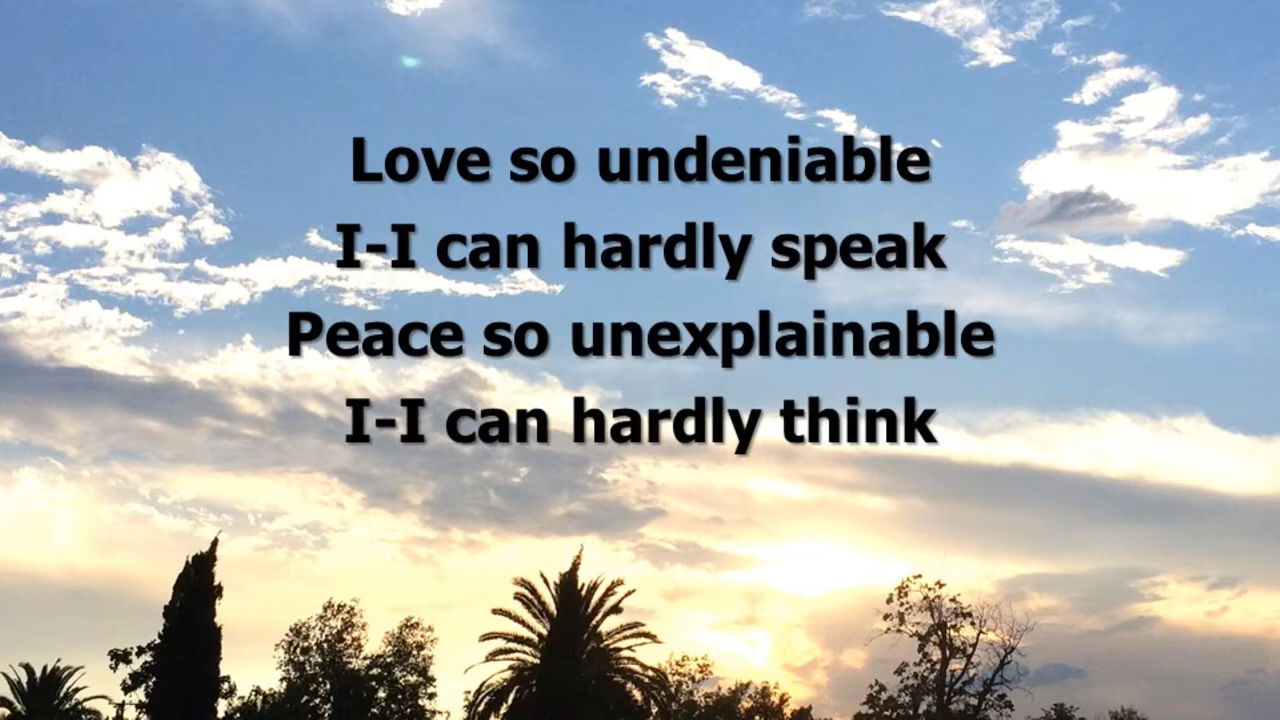 Love so undeniable
I-I can hardly speak
Peace so unexplainable
I-I can hardly think